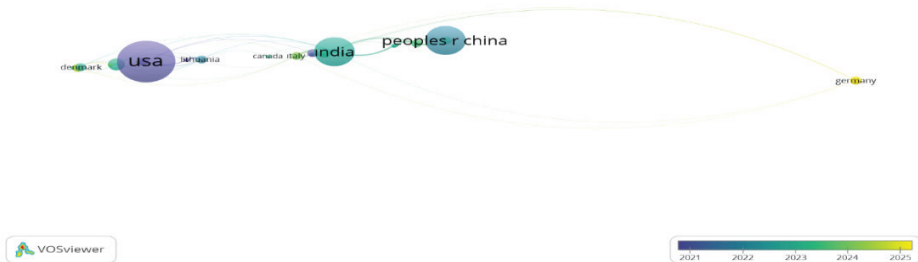 peoples r china
india
usa
lithuania
canada
italy
denmark
germany
VOSviewer
2021
2022
2023
2024
2025